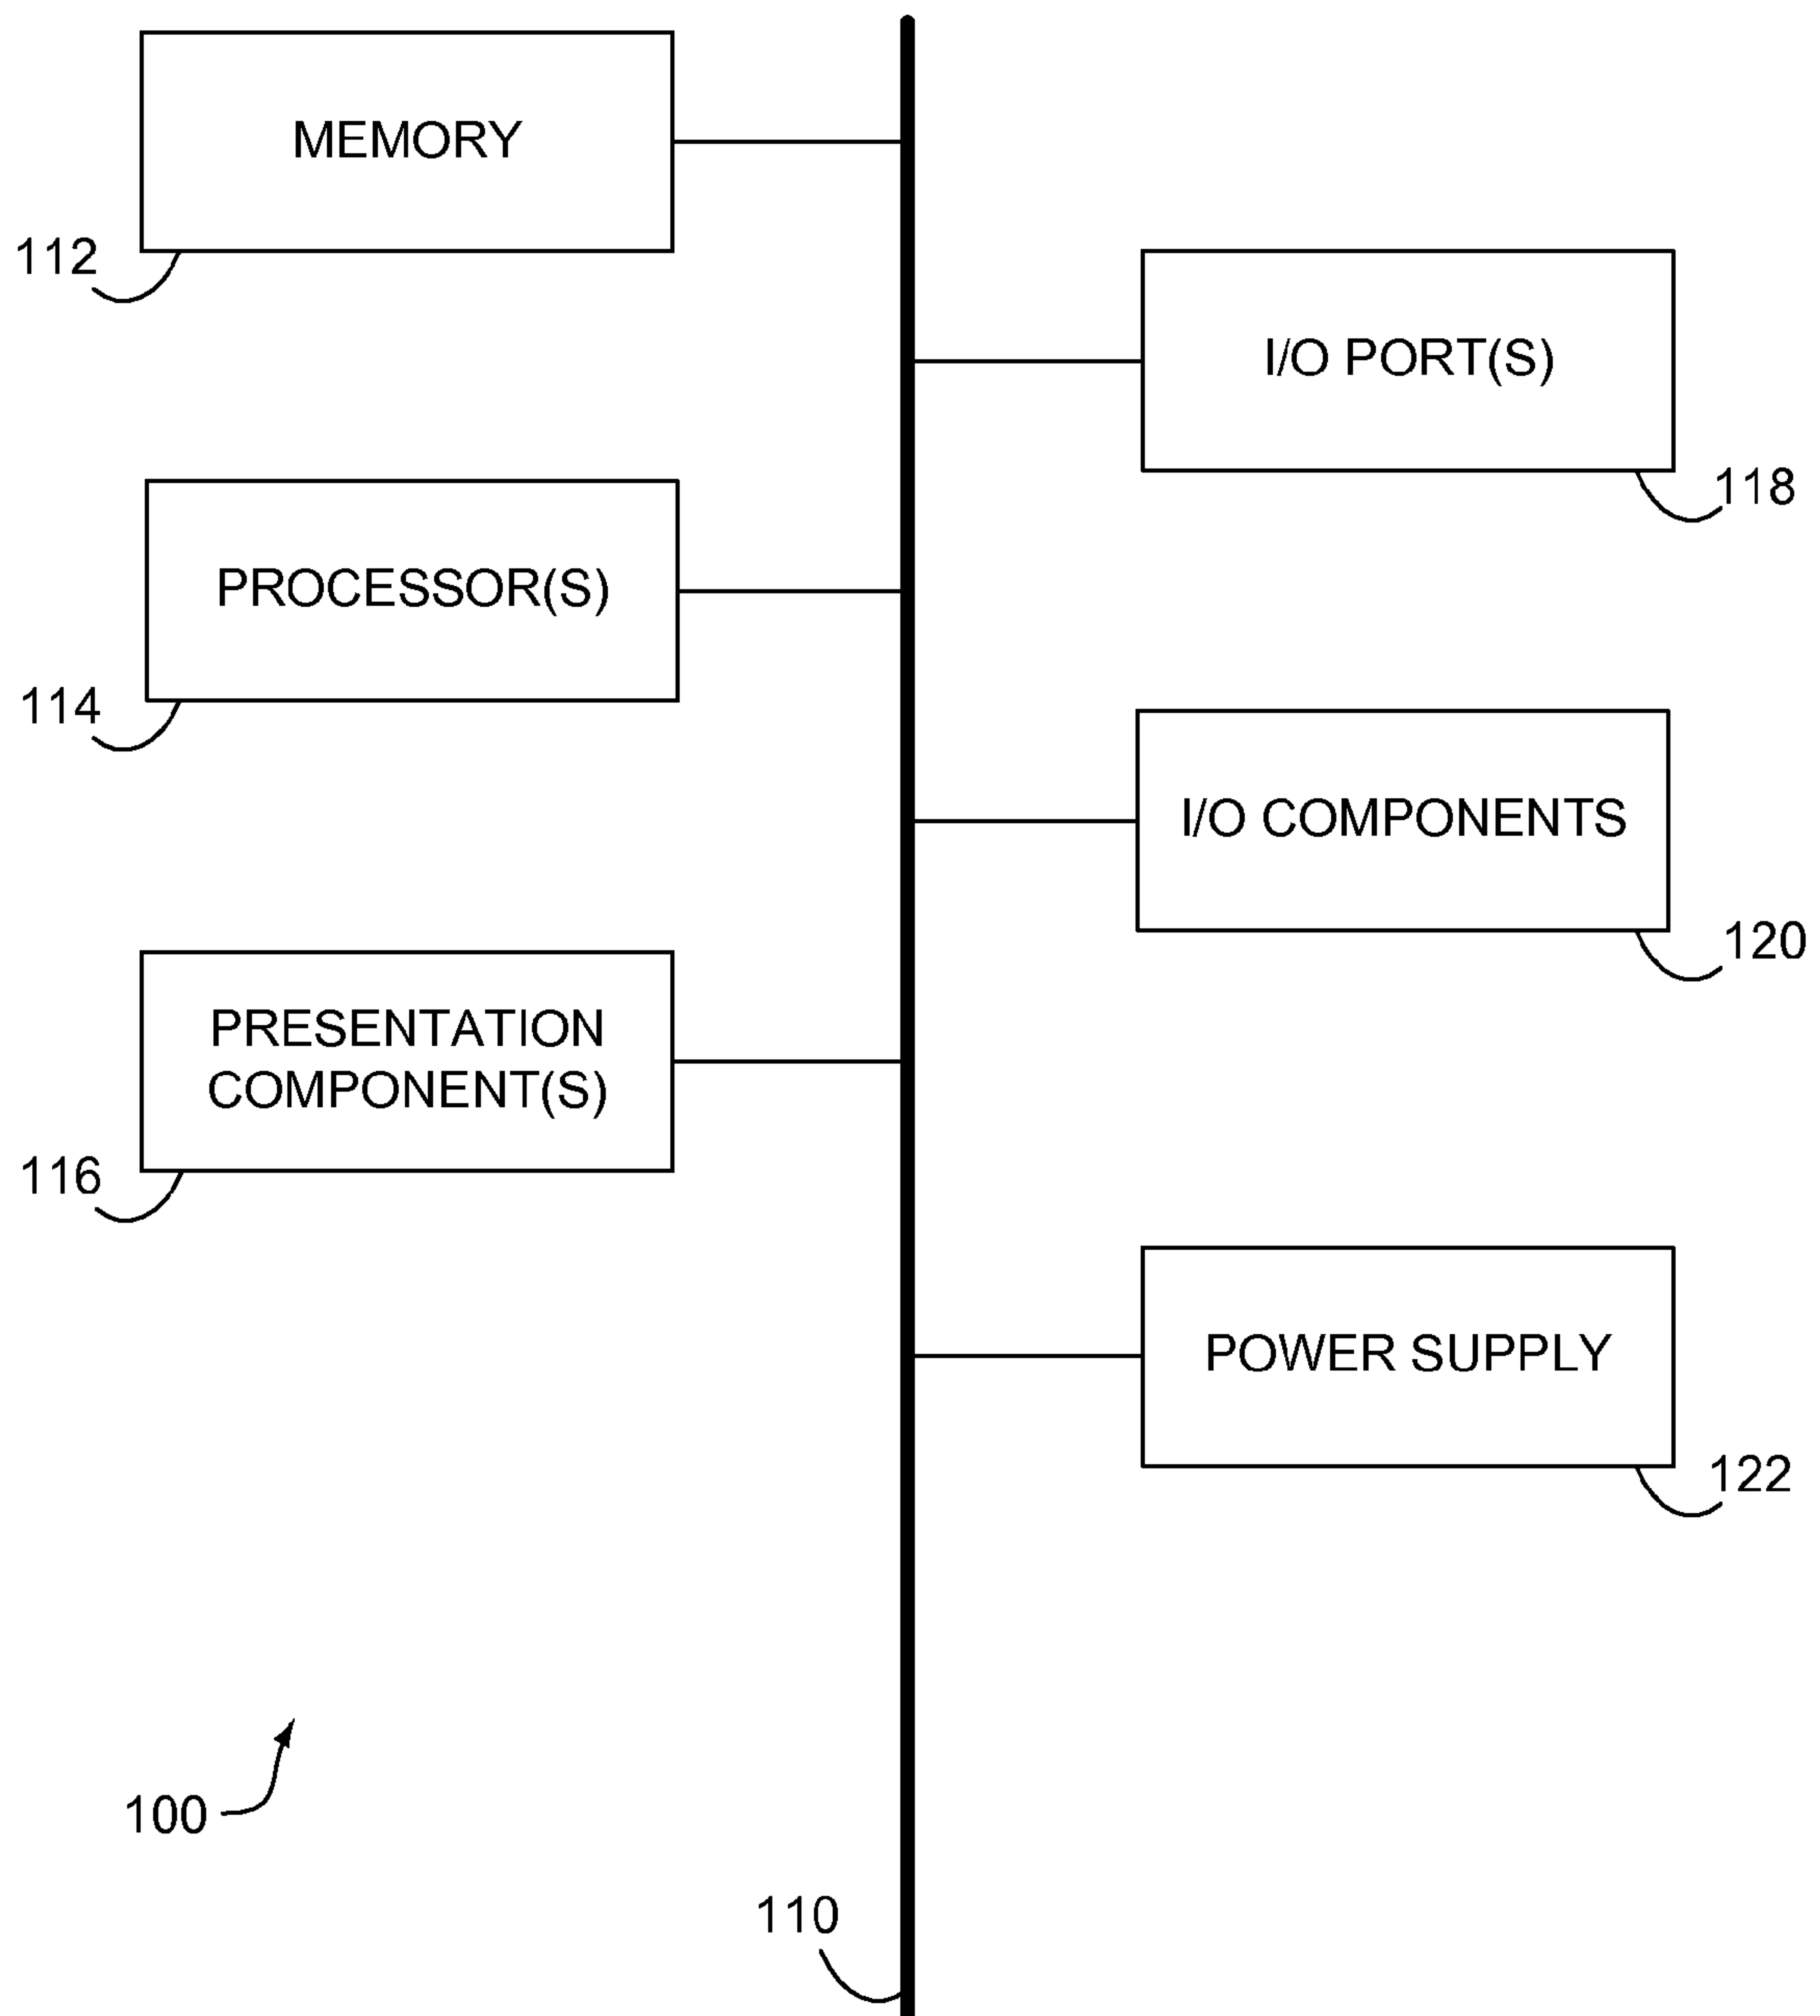 MEMORY
112
I/O PORT(S)
118
PROCESSOR(S)
114
I/O COMPONENTS
120
PRESENTATION
COMPONENT(S)
116
POWER SUPPLY
122
100
110